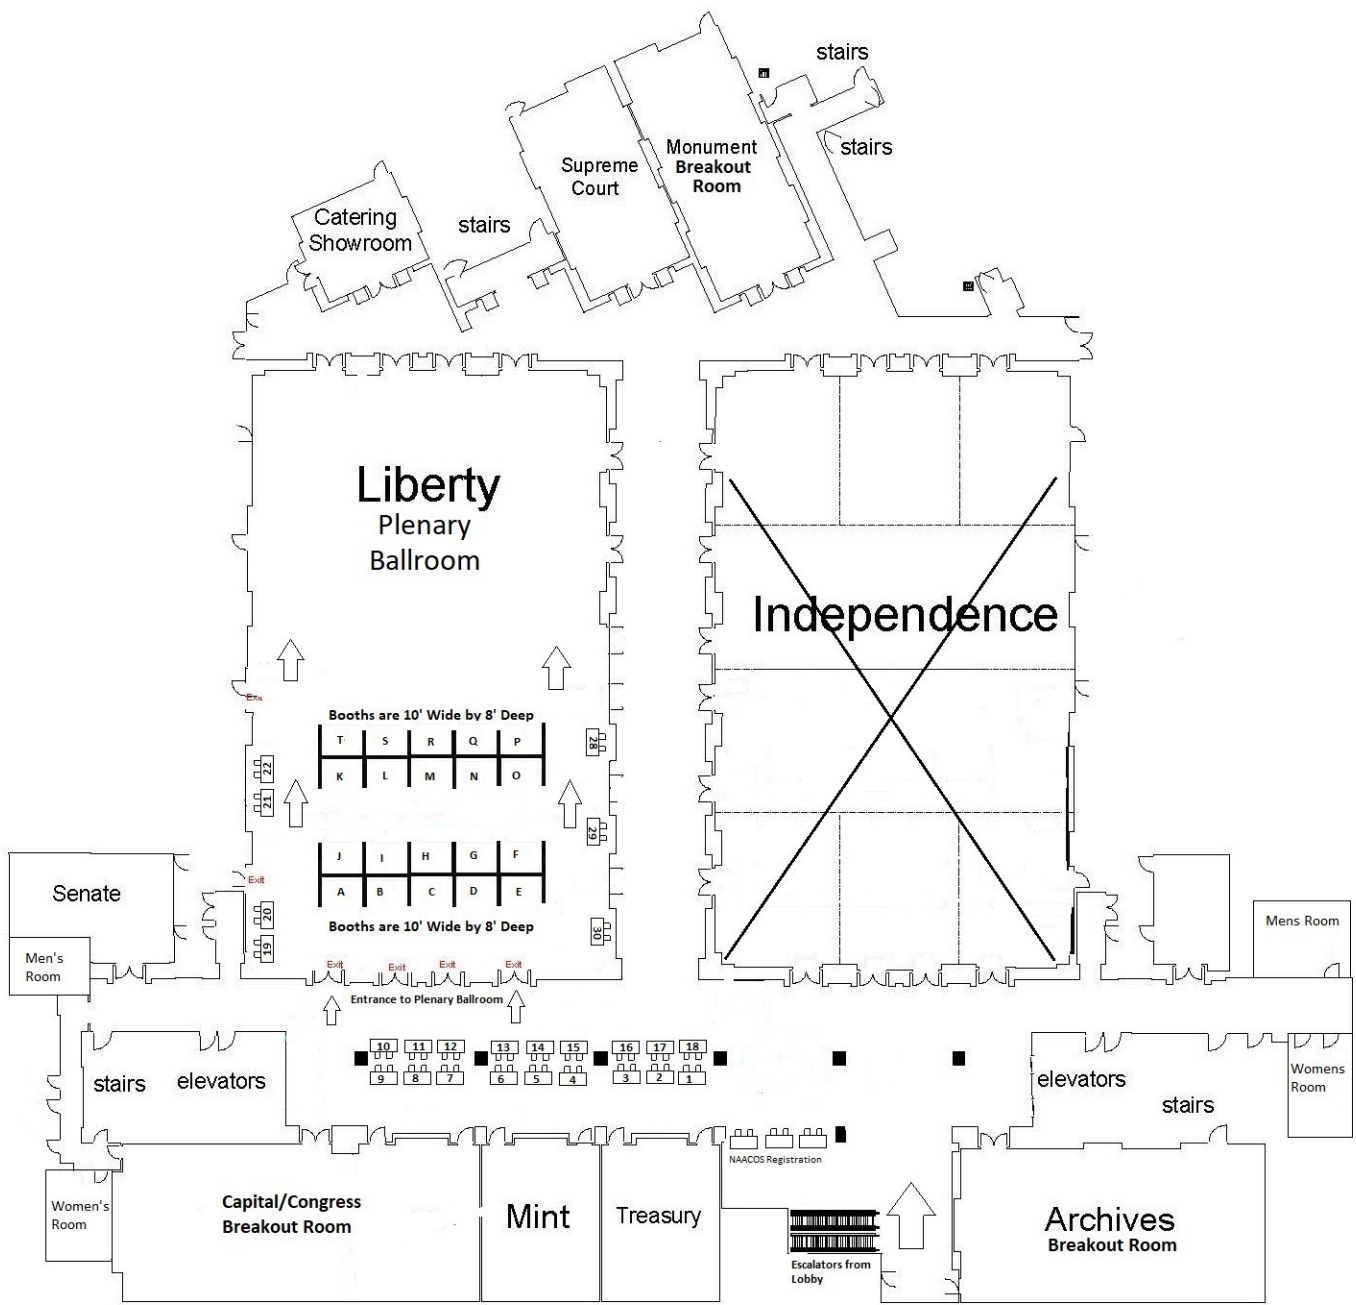 stairs
stairs
Monument
Breakout
Room
Supreme
Court
Catering
Showroom
stairs
Liberty
Plenary
Ballroom
Independence
Booths are 10' Wide by 8' Deep
T S R Q P
K L M N O
28
22
21
29
J I H G F
A B C D E
Exit
Booths are 10' Wide by 8' Deep
20
19
30
Exit Exit Exit Exit
Entrance to Plenary Ballroom
Senate
Men's
Room
Mens Room
10 11 12 13 14 15 16 17 18
9 8 7 6 5 4 3 2 1
stairs
elevators
elevators
stairs
Womens
Room
NAACOS Registration
Women's
Room
Capital/Congress
Breakout Room
Mint
Treasury
Archives
Breakout Room
Escalators from
Lobby